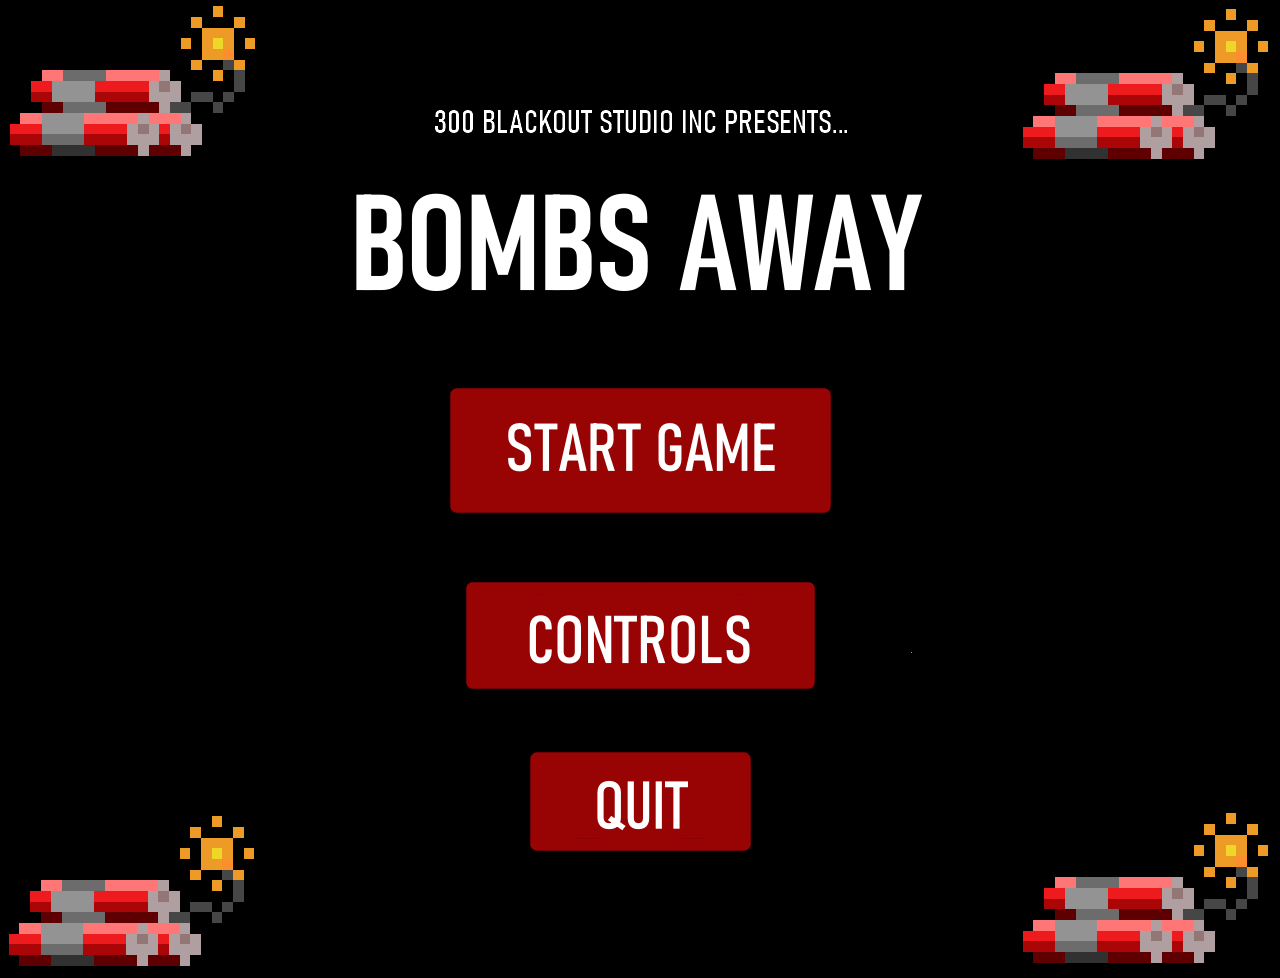 300 BLACKOUT STUDIO INC PRESENTS...
BOMBS AWAY
START GAME
CONTROLS
QUIT